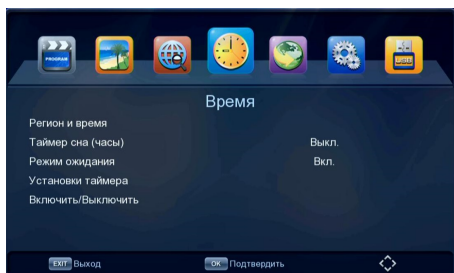 PROGRAM
USB
Время
Регион и время
Таймер сна (часы) Выкл.
Режим ожидания Вкл.
Установки таймера
Включить/Выключить
EXIT Выход OK Подтвердить